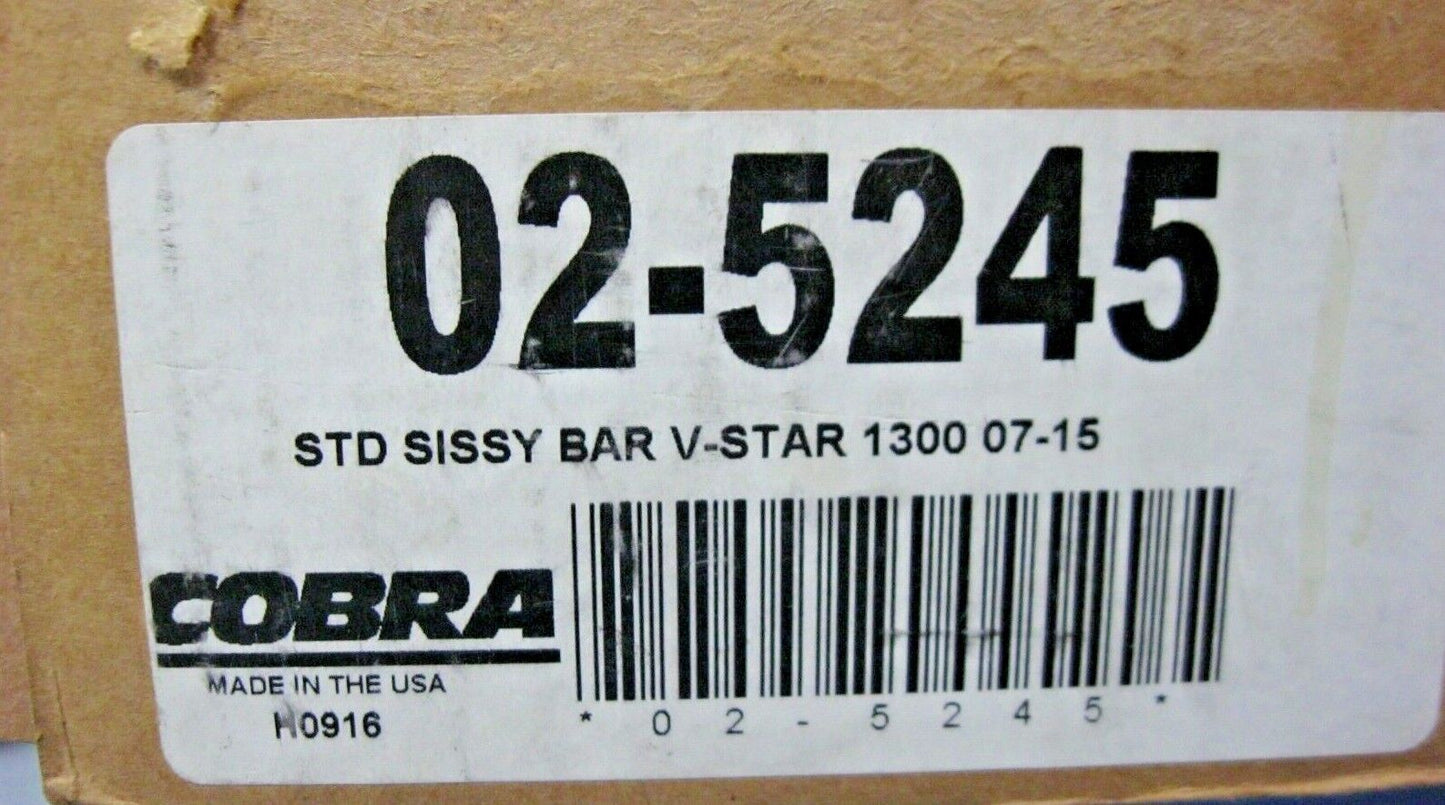 02-5245
STD SISSY BAR V-STAR 1300 07-15
COBRA
MADE IN THE USA
H0916
*02-5245*